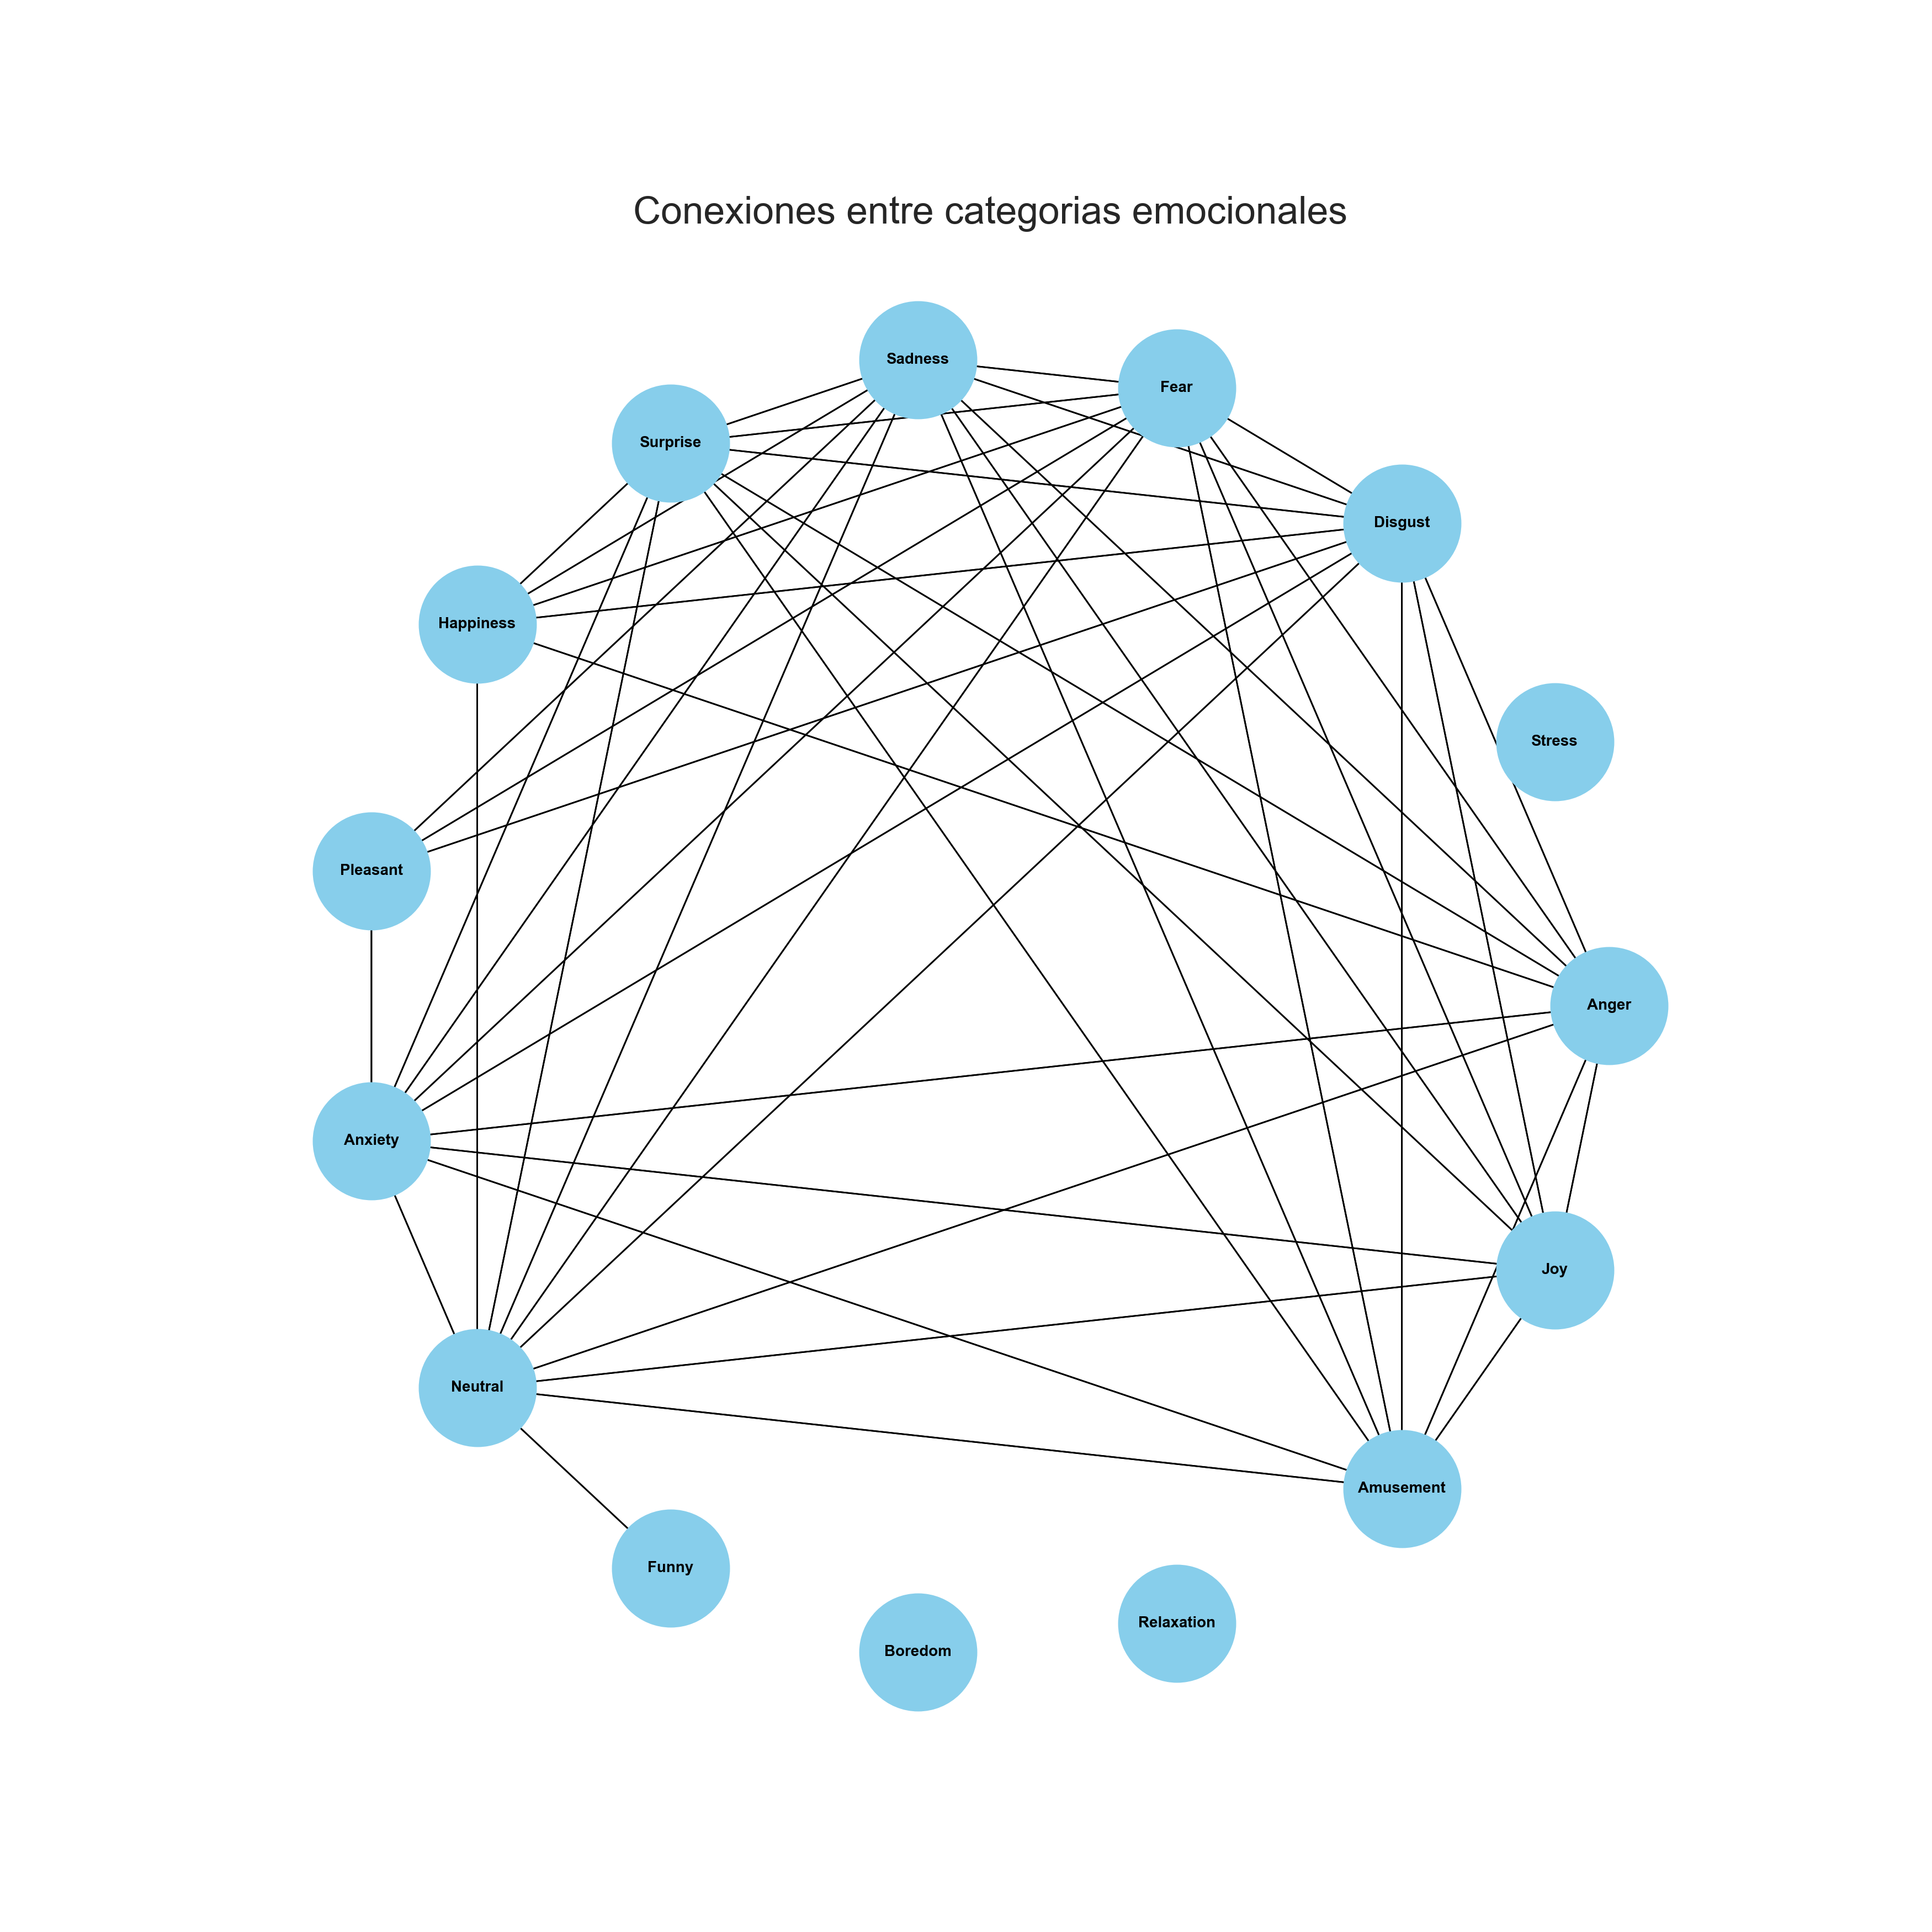 Conexiones entre categorias emocionales
Sadness
Fear
Surprise
Disgust
Happiness
Stress
Pleasant
Anger
Anxiety
Joy
Neutral
Amusement
Funny
Relaxation
Boredom